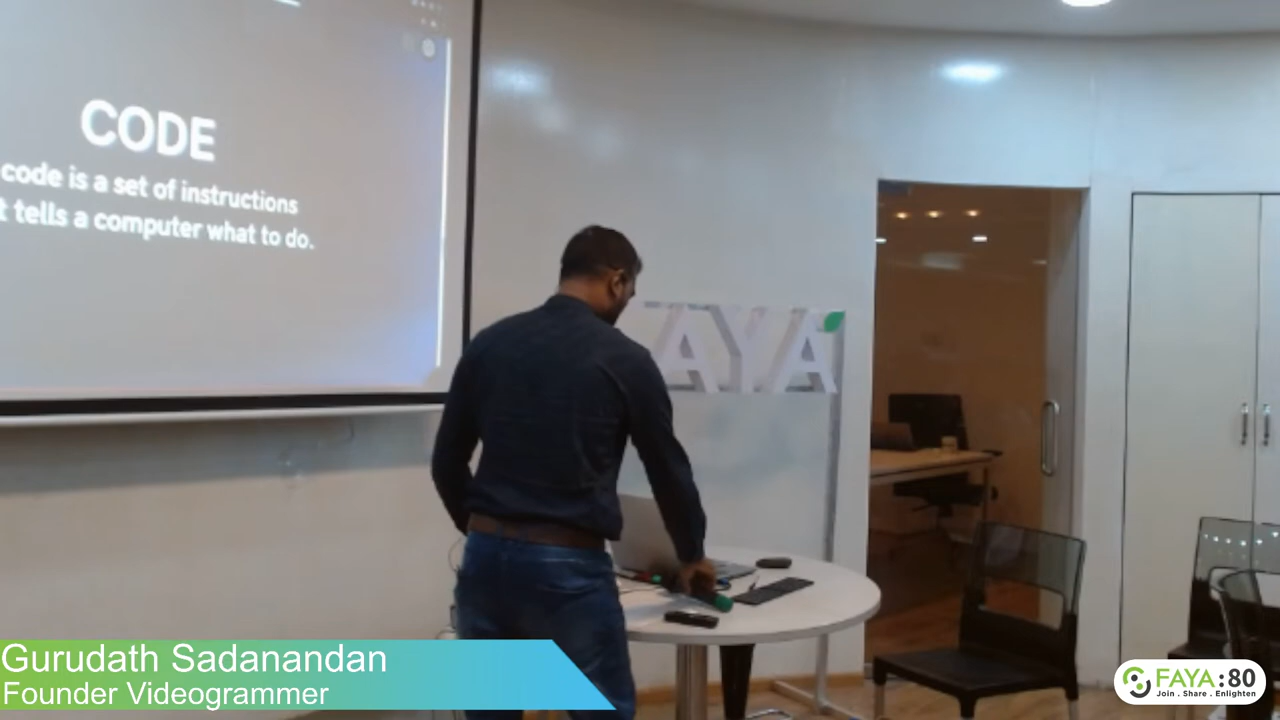 CODE
code is a set of instructions
t tells a computer what to do.
AYA
Gurudath Sadanandan
Founder Videogrammer
FAYA:80
Join . Share . Enlighten